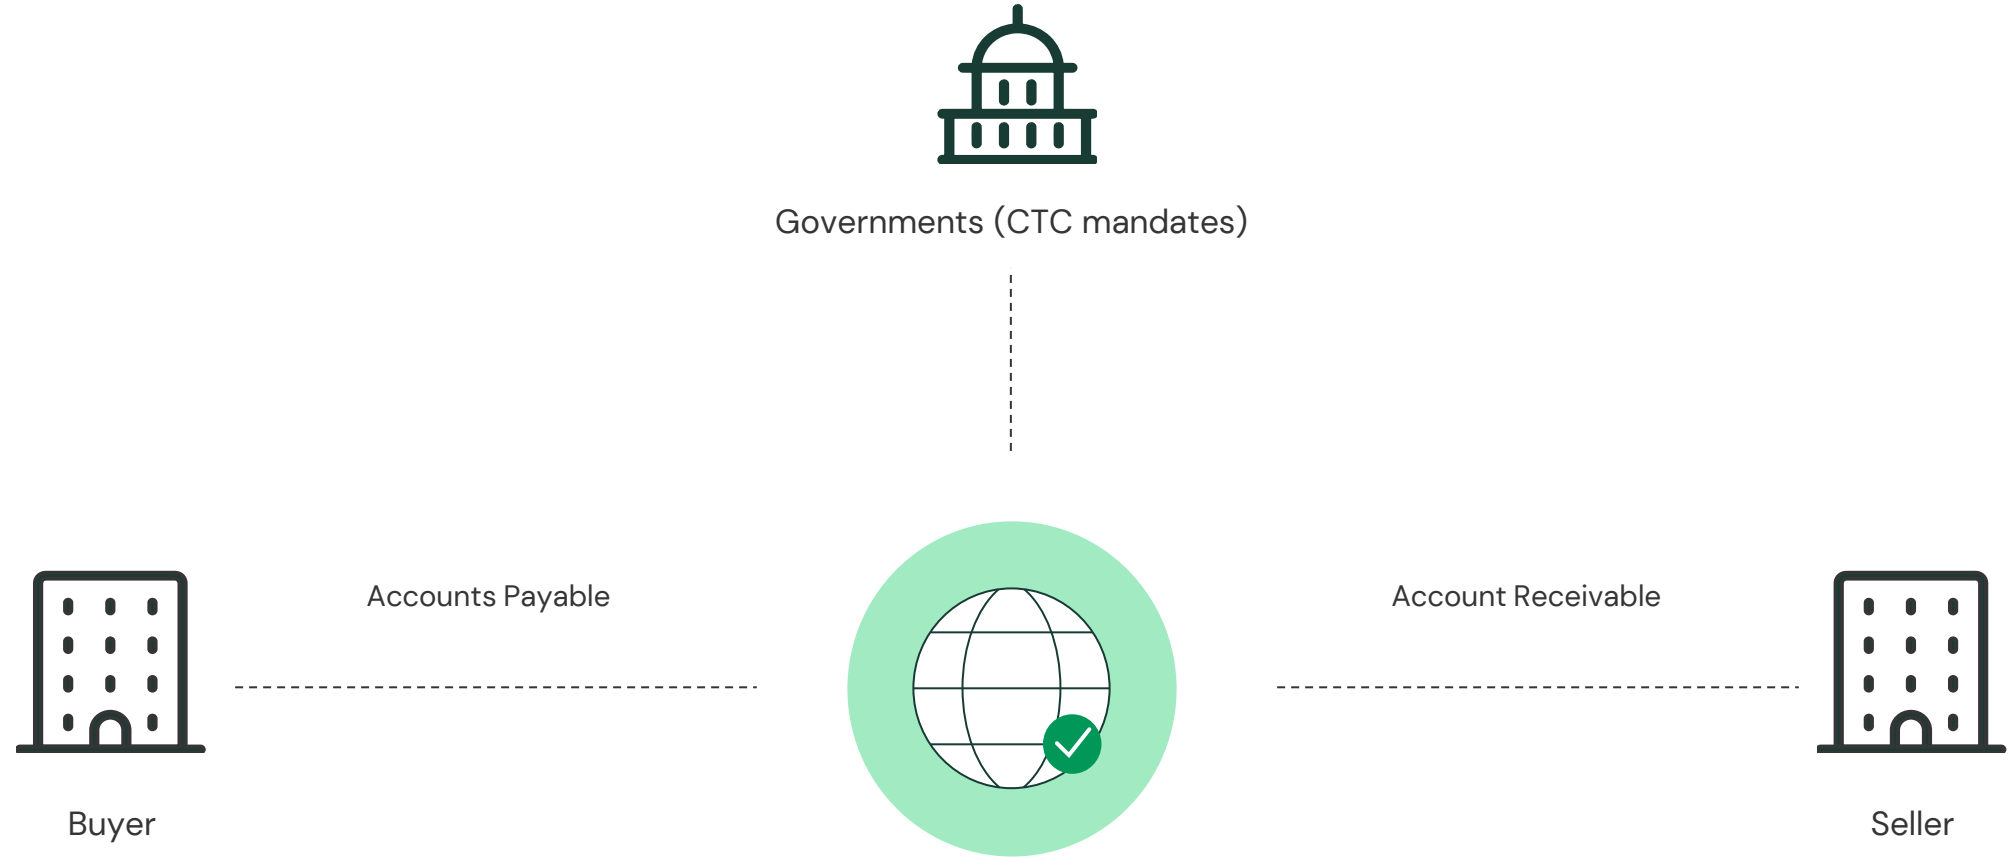 Governments (CTC mandates)
Accounts Payable
Account Receivable
Buyer
Seller